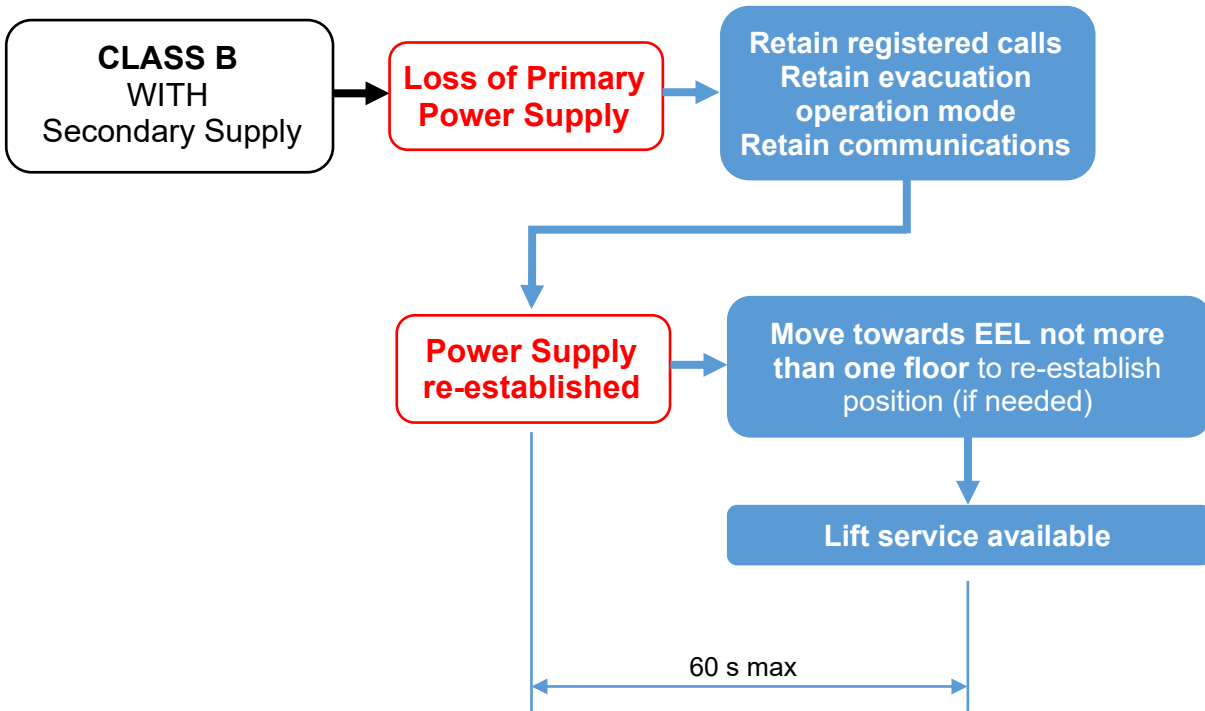 CLASS B
WITH
Secondary Supply
Loss of Primary
Power Supply
Retain registered calls
Retain evacuation
operation mode
Retain communications
Power Supply
re-established
Move towards EEL not more
than one floor to re-establish
position (if needed)
Lift service available
60 s max